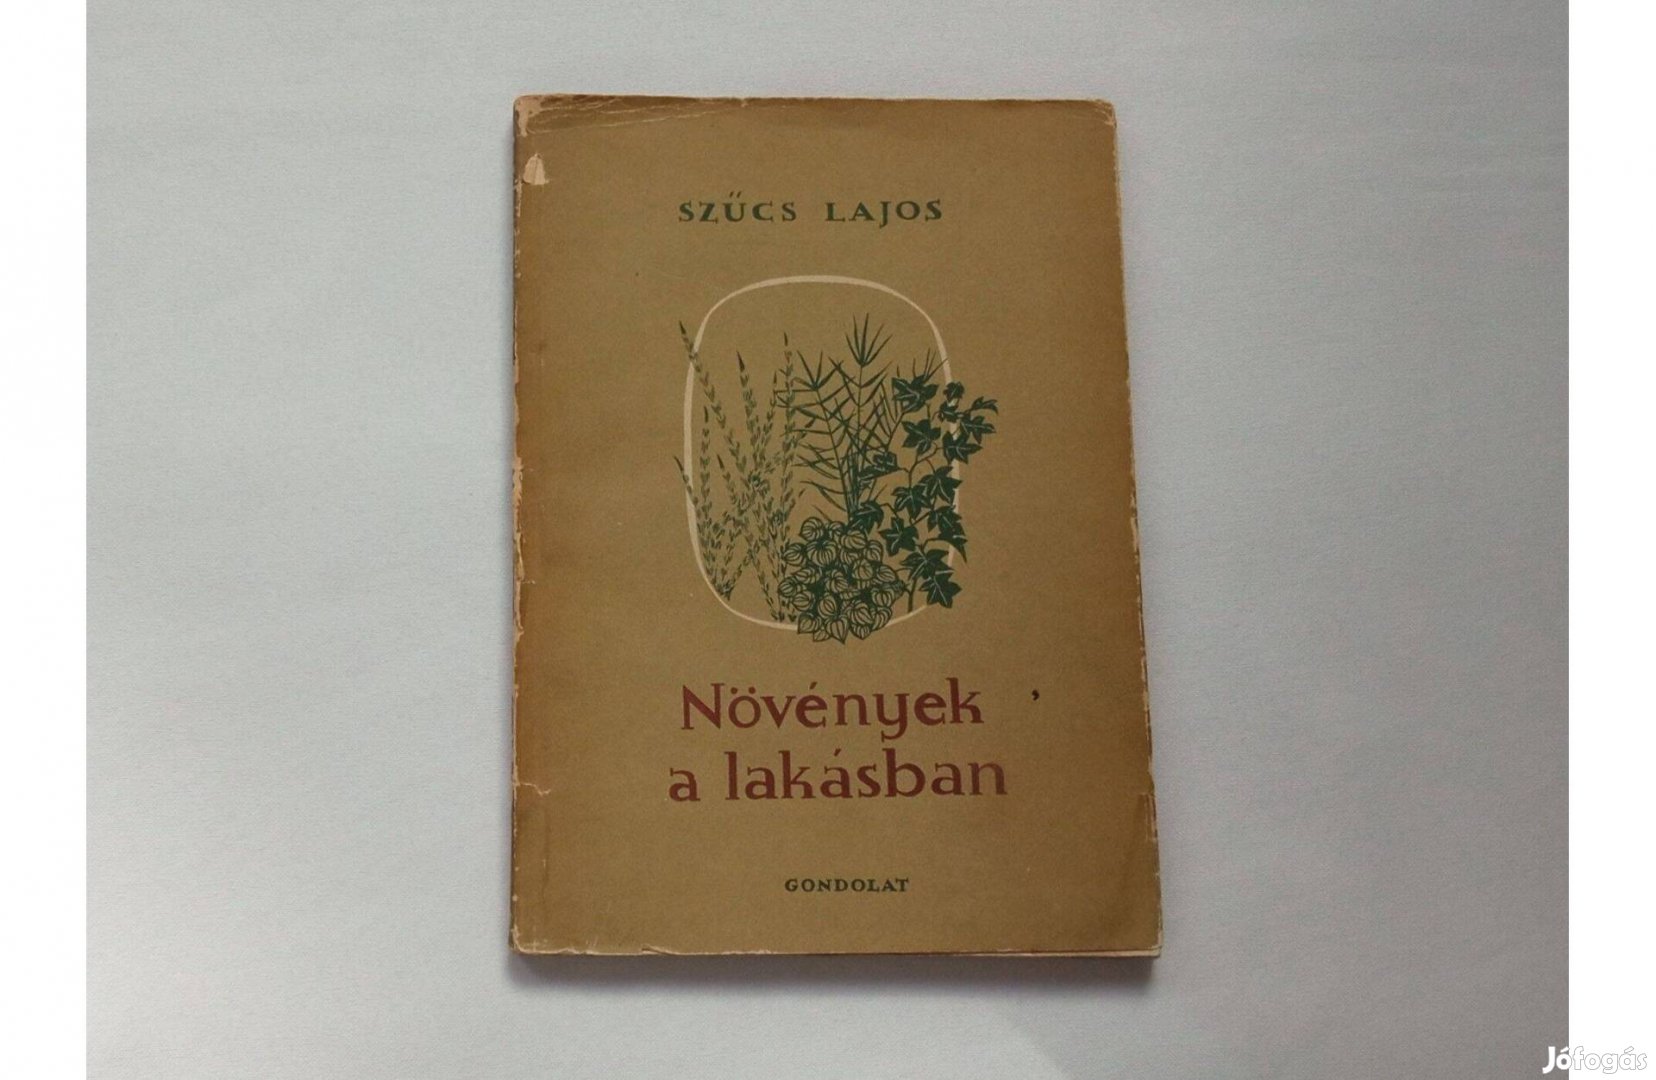 SZŰCS LAJOS
Növények
a lakásban
GONDOLAT
Jófogás